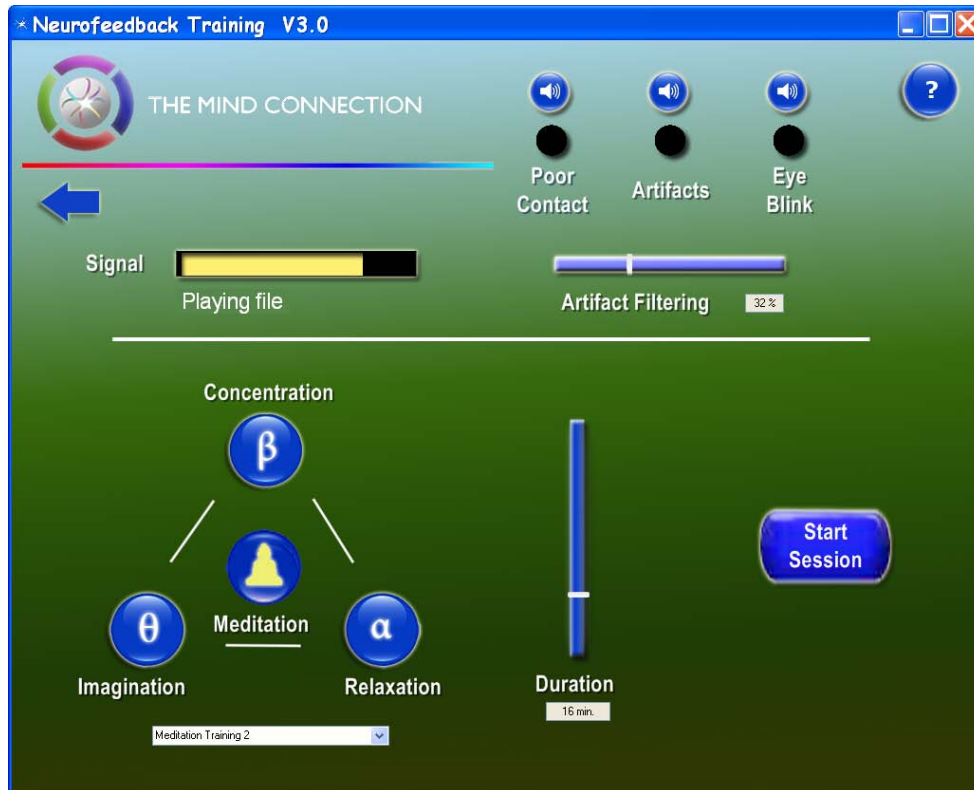 Neurofeedback Training V3.0
THE MIND CONNECTION
?
Poor
Contact
Artifacts
Eye
Blink
Signal
Playing file
Artifact Filtering
32 %
Concentration
β
Meditation
θ
α
Imagination
Relaxation
Meditation Training 2
Duration
16 min.
Start
Session